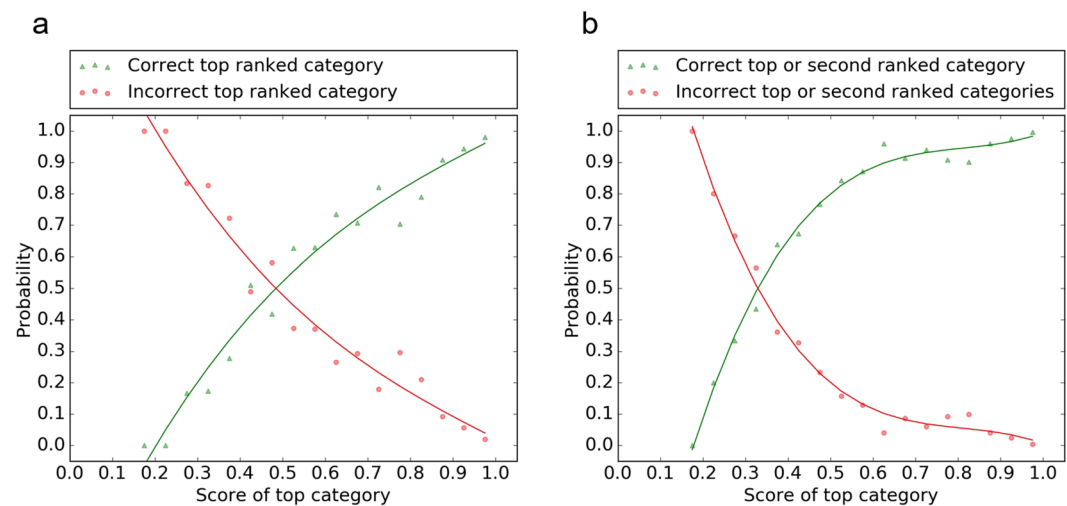 a
Correct top ranked category
Incorrect top ranked category
1.0
0.9
0.8
0.7
0.6
0.5
0.4
0.3
0.2
0.1
0.0
Probability
0.0 0.1 0.2 0.3 0.4 0.5 0.6 0.7 0.8 0.9 1.0
Score of top category
b
Correct top or second ranked category
Incorrect top or second ranked categories
1.0
0.9
0.8
0.7
0.6
0.5
0.4
0.3
0.2
0.1
0.0
Probability
0.0 0.1 0.2 0.3 0.4 0.5 0.6 0.7 0.8 0.9 1.0
Score of top category